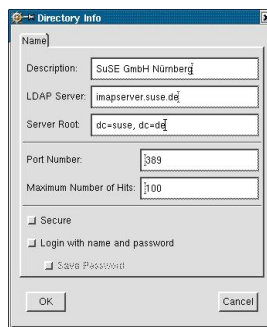 Directory Info
Name
Description: SuSE GmbH Nürnberg
LDAP Server: imapserver.suse.de
Server Root: dc=suse, dc=de
Port Number: 389
Maximum Number of Hits: 100
Secure
Login with name and password
Save Password
OK Cancel